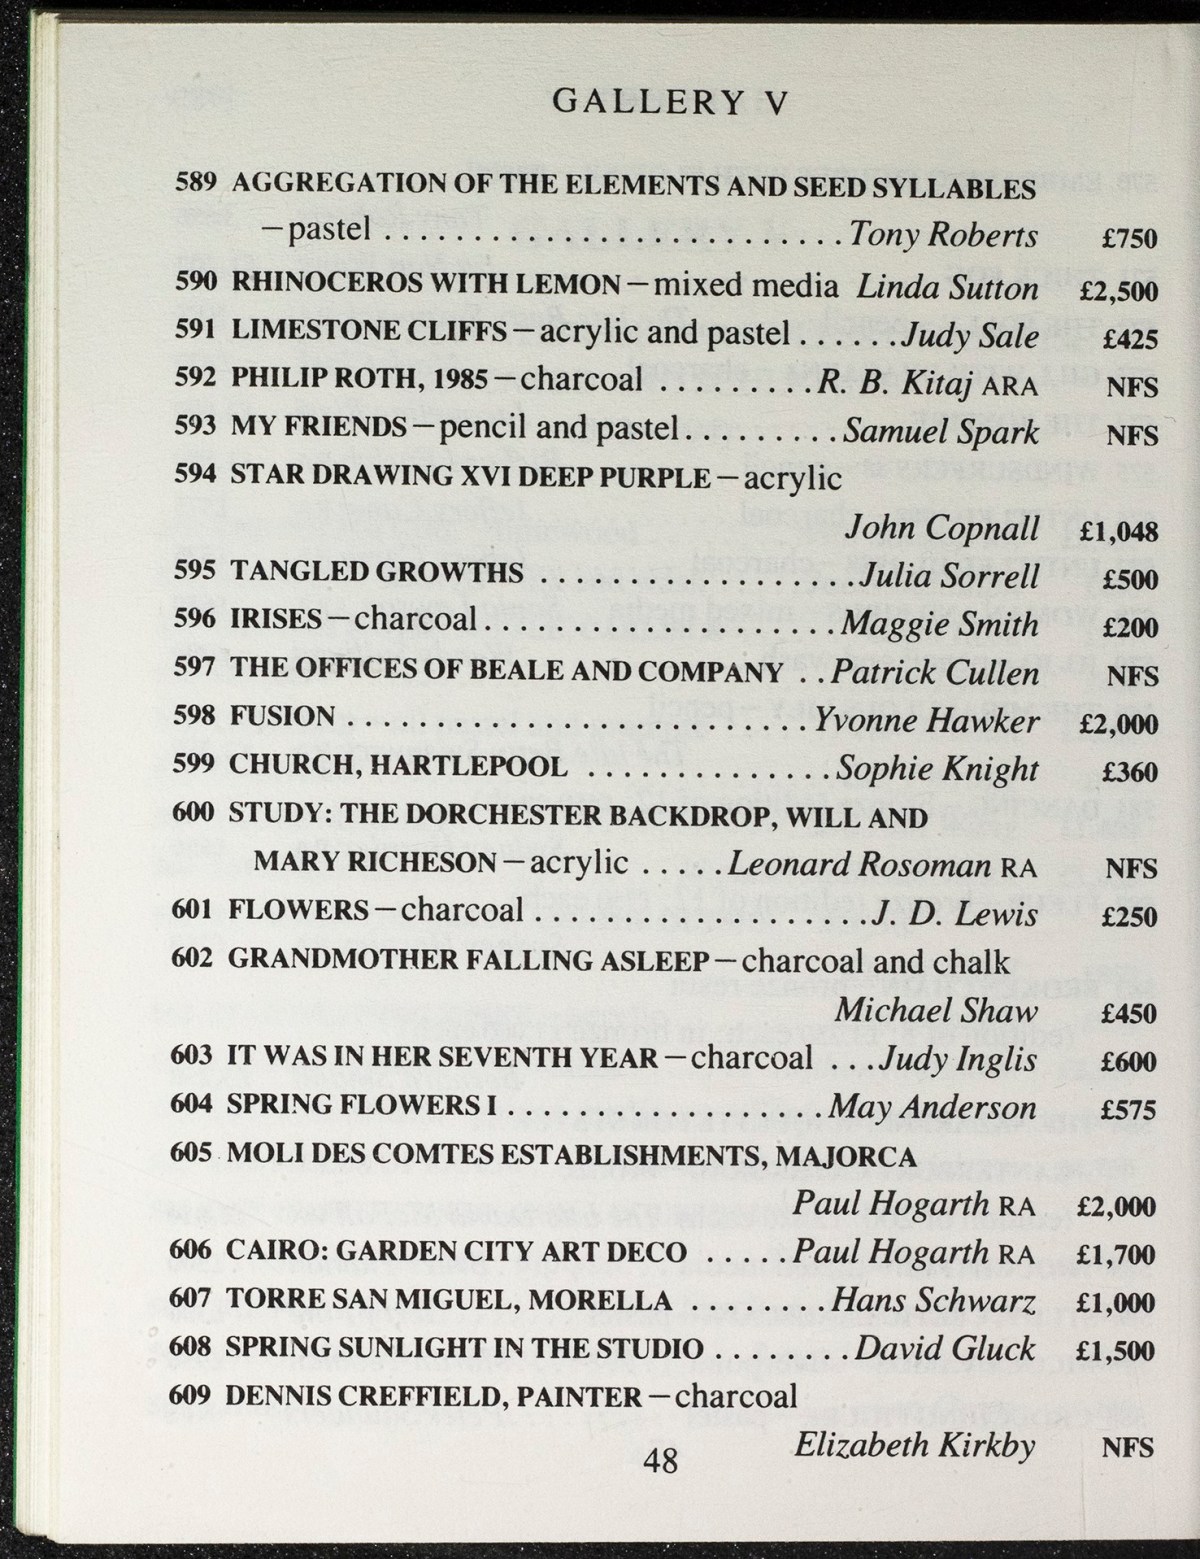 GALLERY V
589 AGGREGATION OF THE ELEMENTS AND SEED SYLLABLES
—pastel .......................... Tony Roberts £750
590 RHINOCEROS WITH LEMON—mixed media Linda Sutton £2,500
591 LIMESTONE CLIFFS—acrylic and pastel ...... Judy Sale £425
592 PHILIP ROTH, 1985—charcoal ......... R. B. Kitaj ARA NFS
593 MY FRIENDS—pencil and pastel ......... Samuel Spark NFS
594 STAR DRAWING XVI DEEP PURPLE—acrylic
John Copnall £1,048
595 TANGLED GROWTHS .................. Julia Sorrell £500
596 IRISES—charcoal .................... Maggie Smith £200
597 THE OFFICES OF BEALE AND COMPANY .. Patrick Cullen NFS
598 FUSION .......................... Yvonne Hawker £2,000
599 CHURCH, HARTLEPOOL .............. Sophie Knight £360
600 STUDY: THE DORCHESTER BACKDROP, WILL AND
MARY RICHESON—acrylic ..... Leonard Rosoman RA NFS
601 FLOWERS—charcoal ................... J. D. Lewis £250
602 GRANDMOTHER FALLING ASLEEP—charcoal and chalk
Michael Shaw £450
603 IT WAS IN HER SEVENTH YEAR—charcoal ... Judy Inglis £600
604 SPRING FLOWERS I .................. May Anderson £575
605 MOLI DES COMTES ESTABLISHMENTS, MAJORCA
Paul Hogarth RA £2,000
606 CAIRO: GARDEN CITY ART DECO ..... Paul Hogarth RA £1,700
607 TORRE SAN MIGUEL, MORELLA ........ Hans Schwarz £1,000
608 SPRING SUNLIGHT IN THE STUDIO ........ David Gluck £1,500
609 DENNIS CREFFIELD, PAINTER—charcoal
Elizabeth Kirkby NFS
48